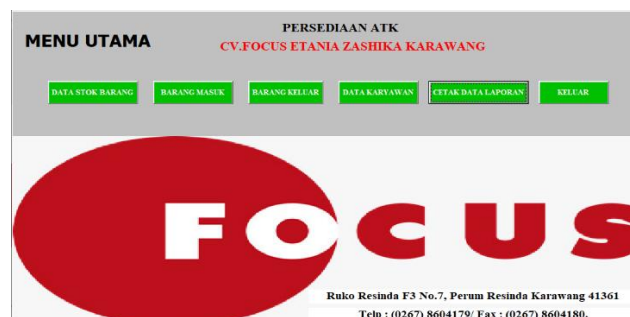 MENU UTAMA
PERSEDIAAN ATK
CV.FOCUS ETANIA ZASHIKA KARAWANG
DATA STOK BARANG
BARANG MASUK
BARANG KELUAR
DATA KARYAWAN
CETAK DATA LAPORAN
KELUAR
FOCUS
Ruko Resinda F3 No.7, Perum Resinda Karawang 41361
Telp : (0267) 8604179/ Fax : (0267) 8604180.